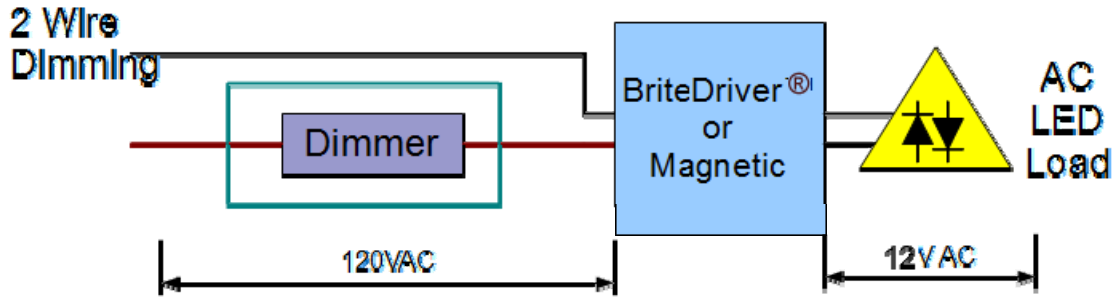 2 Wire
Dimming
Dimmer
BriteDriver®
or
Magnetic
AC
LED
Load
120VAC
12VAC